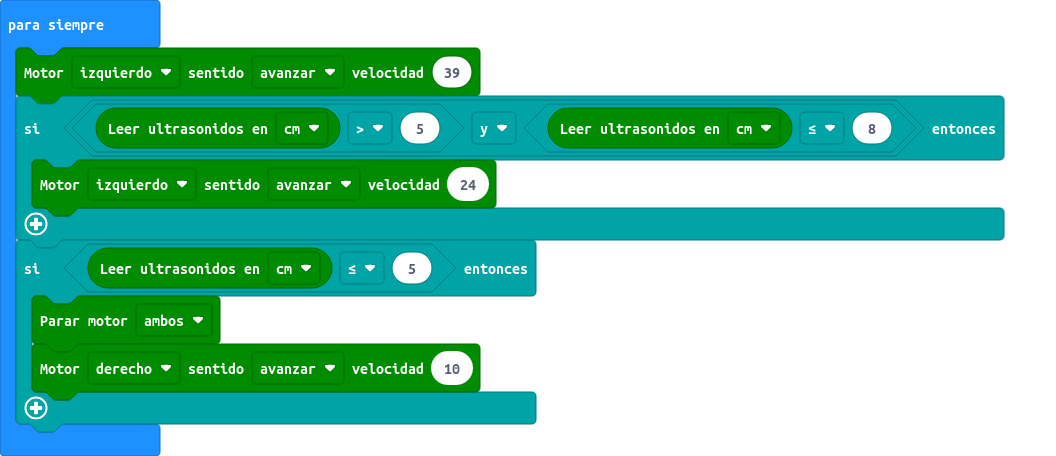 para siempre
Motor izquierdo sentido avanzar velocidad 39
si Leer ultrasonidos en cm > 5 y Leer ultrasonidos en cm ≤ 8 entonces
Motor izquierdo sentido avanzar velocidad 24
si Leer ultrasonidos en cm ≤ 5 entonces
Parar motor ambos
Motor derecho sentido avanzar velocidad 10